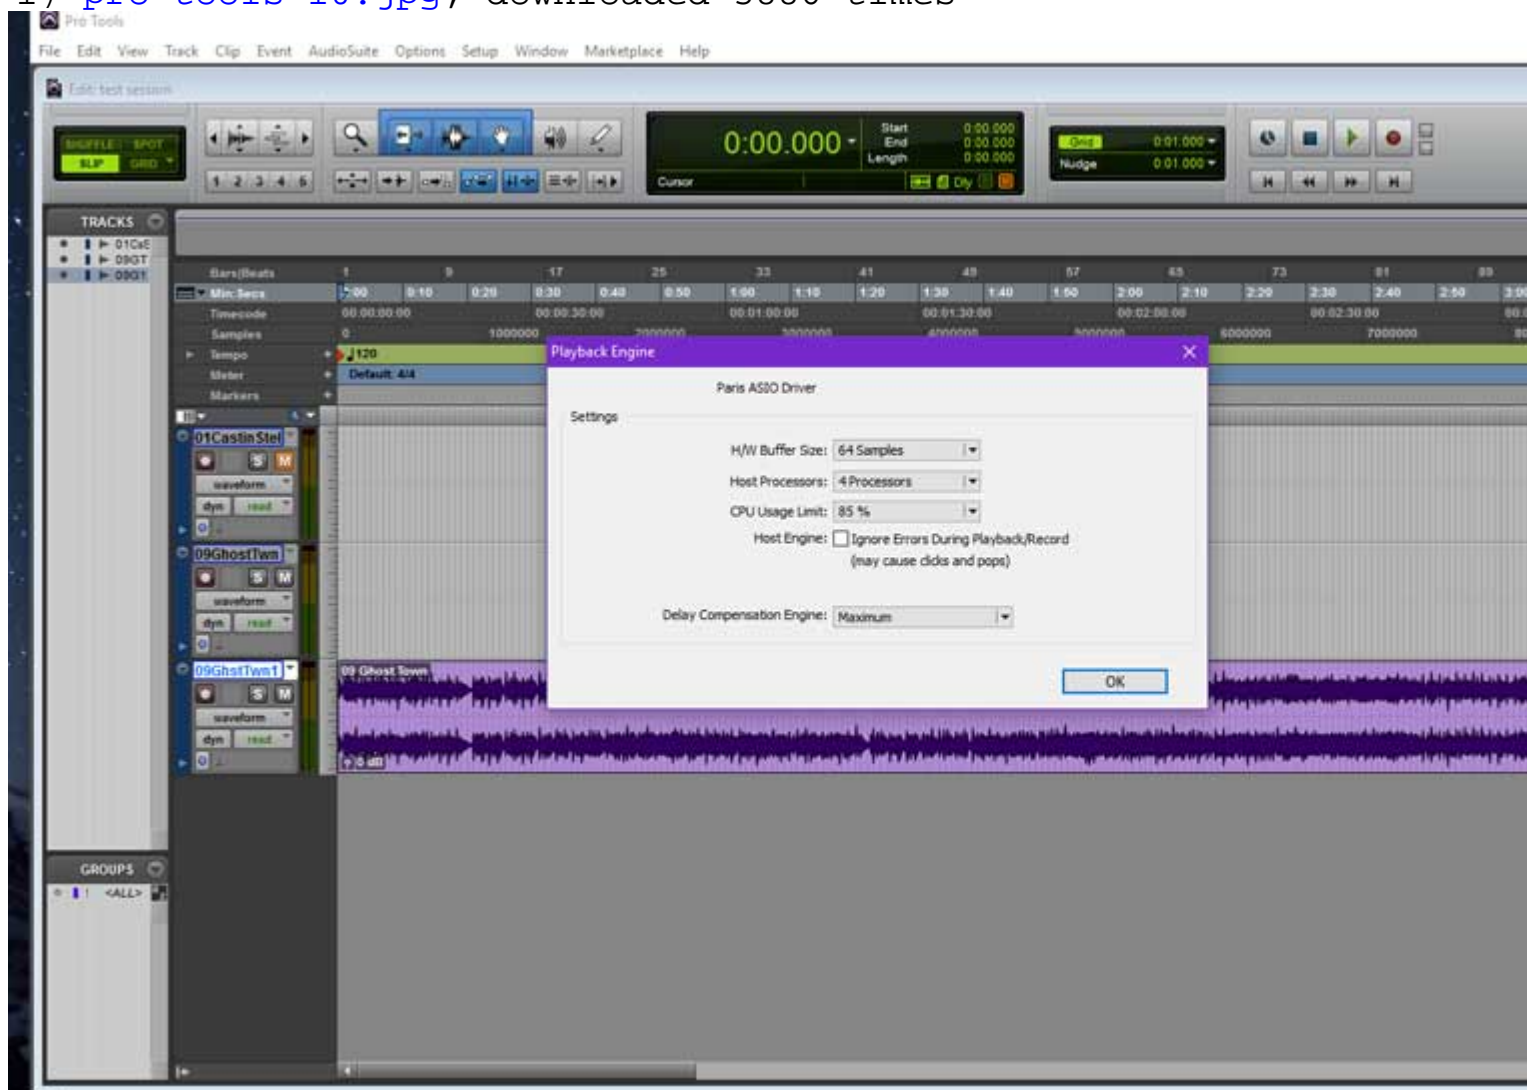 Pro Tools
File Edit View Track Clip Event AudioSuite Options Setup Window Marketplace Help
Edit: test session
SHUFFLE SPOT
SLIP GRID
1 2 3 4 5
0:00.000
Start 0:00.000
End 0:00.000
Length 0:00.000
Cursor
Dly
Grid 0:01.000
Nudge 0:01.000
TRACKS
09GT
Bars|Beats 1 9 17 25 33 41 49 57 65 73 81 89
Min:Secs 0:10 0:20 0:30 0:40 0:50 1:00 1:10 1:20 1:30 1:40 1:50 2:00 2:10 2:20 2:30 2:40 2:50
Timecode 00:00:00:00 00:00:30:00 00:01:00:00 00:01:30:00 00:02:00:00 00:02:30:00
Samples 0 1000000 2000000 3000000 4000000 5000000 6000000 7000000
Tempo 120
Meter Default: 4/4
Markers
01CastinStel
S M
waveform
dyn read
09GhostTwn
S M
waveform
dyn read
09GhstTwn1
S M
waveform
dyn read
09 Ghost Town
0 dB
Playback Engine
Paris ASIO Driver
Settings
H/W Buffer Size: 64 Samples
Host Processors: 4 Processors
CPU Usage Limit: 85 %
Host Engine: Ignore Errors During Playback/Record
(may cause clicks and pops)
Delay Compensation Engine: Maximum
OK
GROUPS
! <ALL>